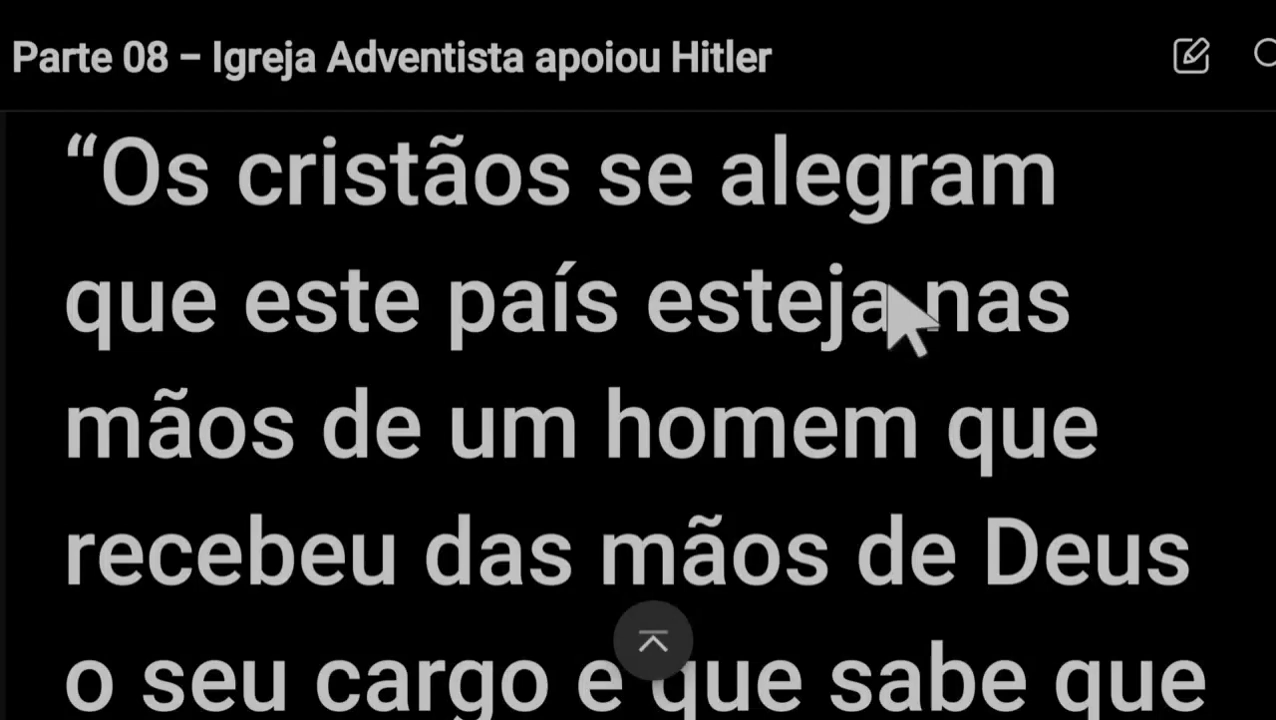 Parte 08 – Igreja Adventista apoiou Hitler
“Os cristãos se alegram
que este país esteja nas
mãos de um homem que
recebeu das mãos de Deus
o seu cargo e que sabe que